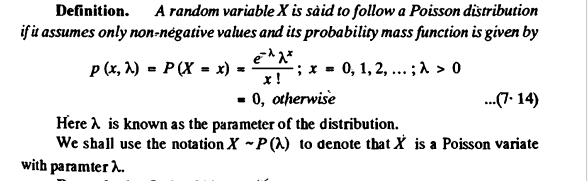 Definition. A random variable X is said to follow a Poisson distribution
if it assumes only non-negative values and its probability mass function is given by
p (x, λ) = P (X = x) = e^{-λ} λ^x / x ! ; x = 0, 1, 2, ... ; λ > 0
= 0, otherwise ...(7· 14)
Here λ is known as the parameter of the distribution.
We shall use the notation X ~ P (λ) to denote that X is a Poisson variate
with paramter λ.